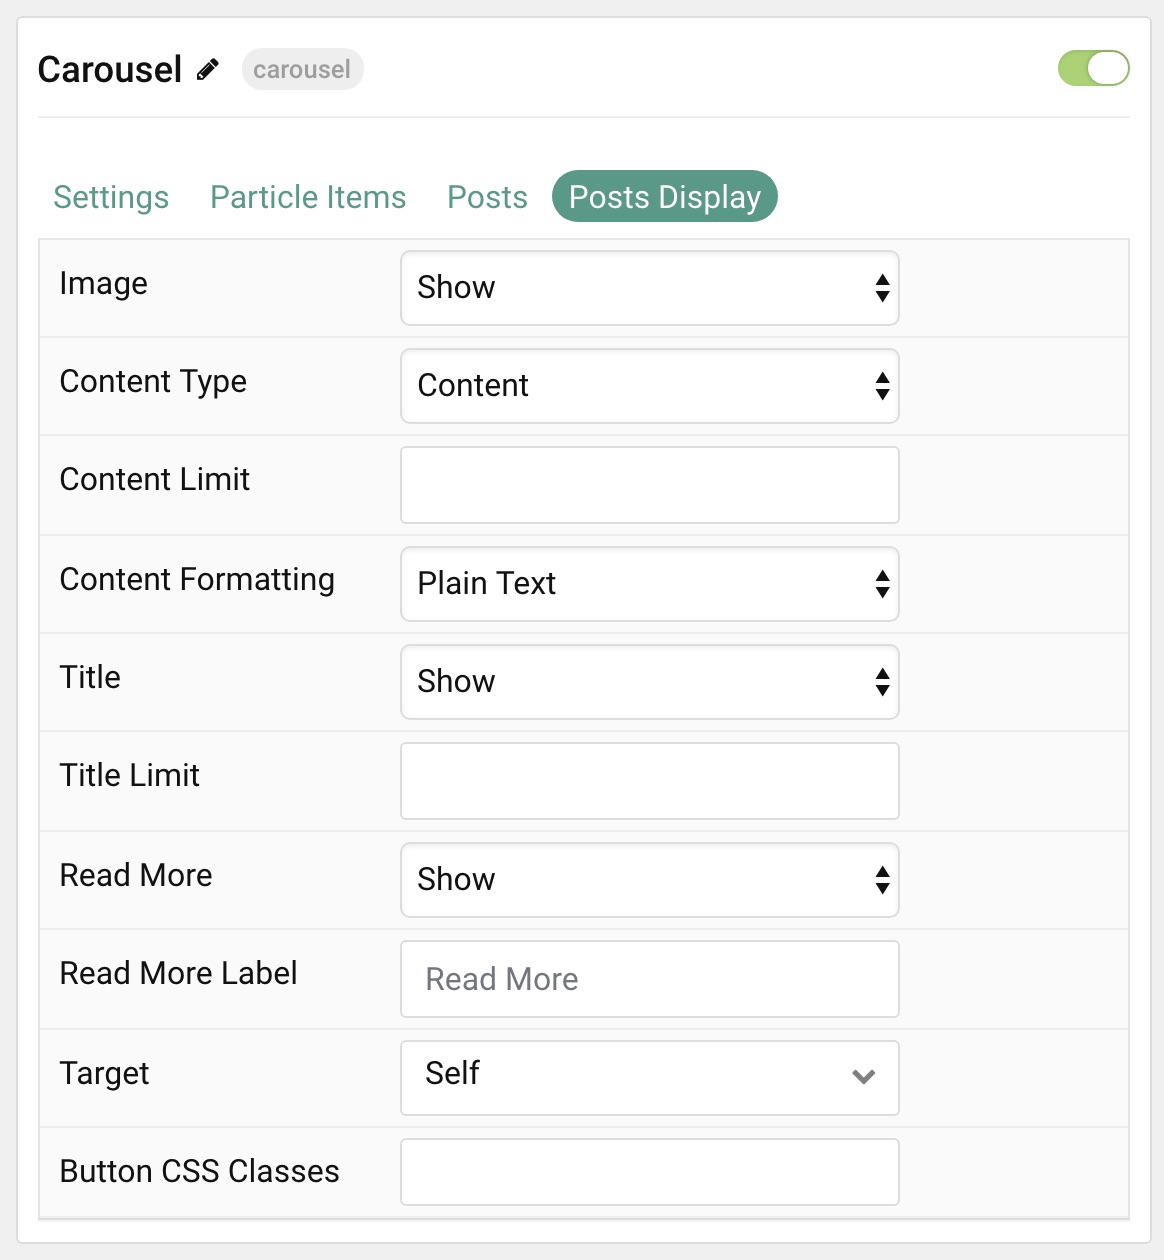 Carousel carousel
Settings Particle Items Posts Posts Display
Image Show
Content Type Content
Content Limit
Content Formatting Plain Text
Title Show
Title Limit
Read More Show
Read More Label Read More
Target Self
Button CSS Classes